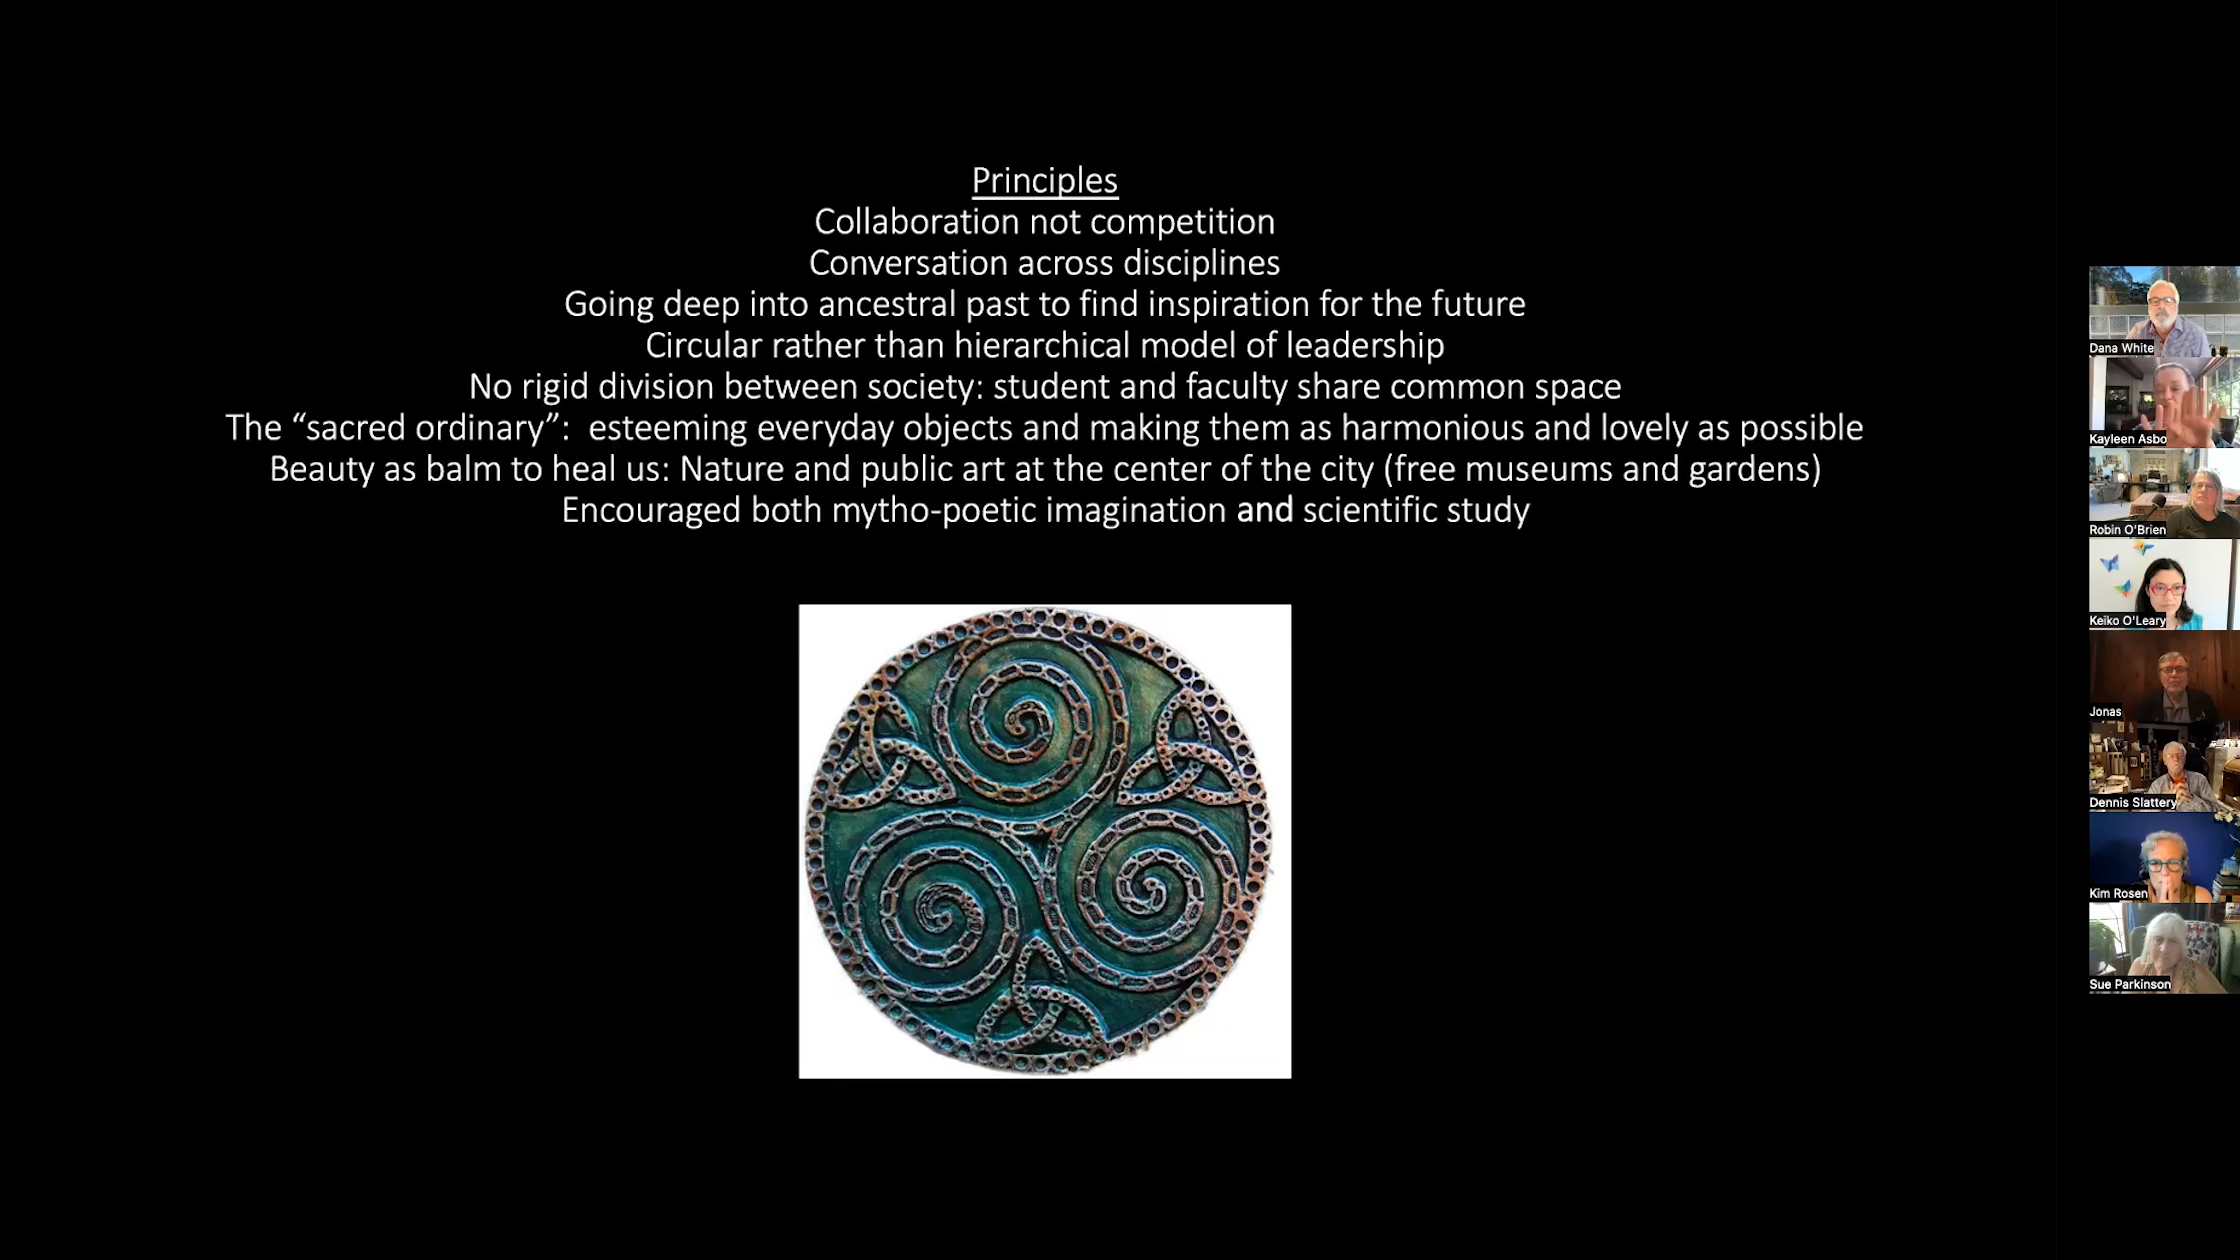 Principles
Collaboration not competition
Conversation across disciplines
Going deep into ancestral past to find inspiration for the future
Circular rather than hierarchical model of leadership
No rigid division between society: student and faculty share common space
The “sacred ordinary”:  esteeming everyday objects and making them as harmonious and lovely as possible
Beauty as balm to heal us: Nature and public art at the center of the city (free museums and gardens)
Encouraged both mytho-poetic imagination and scientific study
Dana White
Kayleen Asbo
Robin O'Brien
Keiko O'Leary
Jonas
Dennis Slattery
Kim Rosen
Sue Parkinson